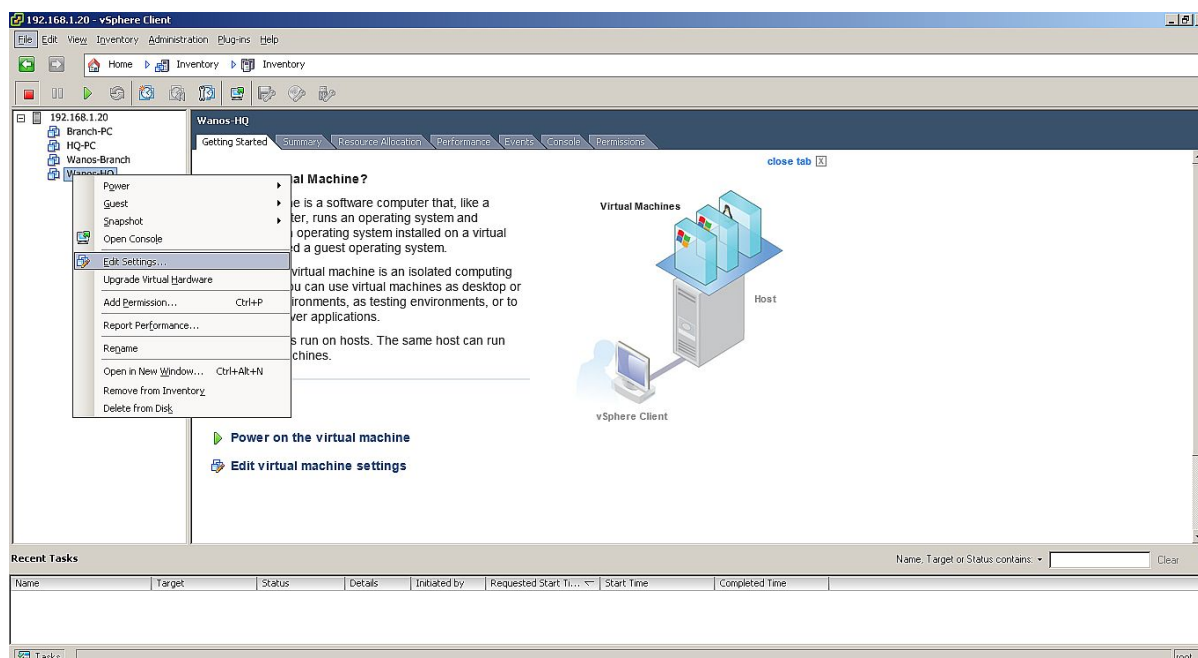 192.168.1.20 - vSphere Client
File Edit View Inventory Administration Plug-ins Help
Home Inventory Inventory
192.168.1.20
Branch-PC
HQ-PC
Wanos-Branch
Wanos-HQ
Power
Guest
Snapshot
Open Console
Edit Settings...
Upgrade Virtual Hardware
Add Permission... Ctrl+P
Report Performance...
Rename
Open in New Window... Ctrl+Alt+N
Remove from Inventory
Delete from Disk
Wanos-HQ
Getting Started Summary Resource Allocation Performance Events Console Permissions
close tab X
al Machine?
e is a software computer that, like a
ter, runs an operating system and
operating system installed on a virtual
ed a guest operating system.
virtual machine is an isolated computing
ou can use virtual machines as desktop or
ironments, as testing environments, or to
ver applications.
s run on hosts. The same host can run
chines.
Power on the virtual machine
Edit virtual machine settings
Virtual Machines
Host
vSphere Client
Recent Tasks
Name, Target or Status contains: Clear
Name Target Status Details Initiated by Requested Start Ti... Start Time Completed Time
Tasks
root